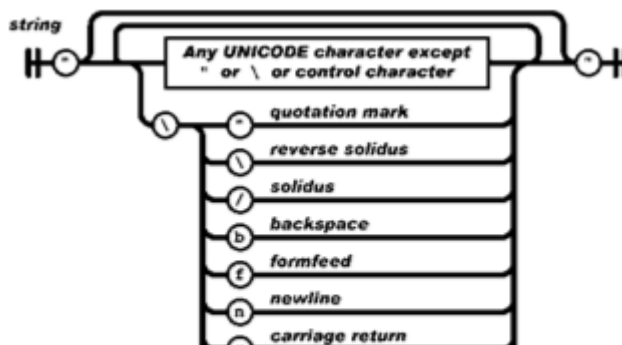 string
"
Any UNICODE character except
" or \ or control character
"
\
" quotation mark
\ reverse solidus
/ solidus
b backspace
f formfeed
n newline
carriage return